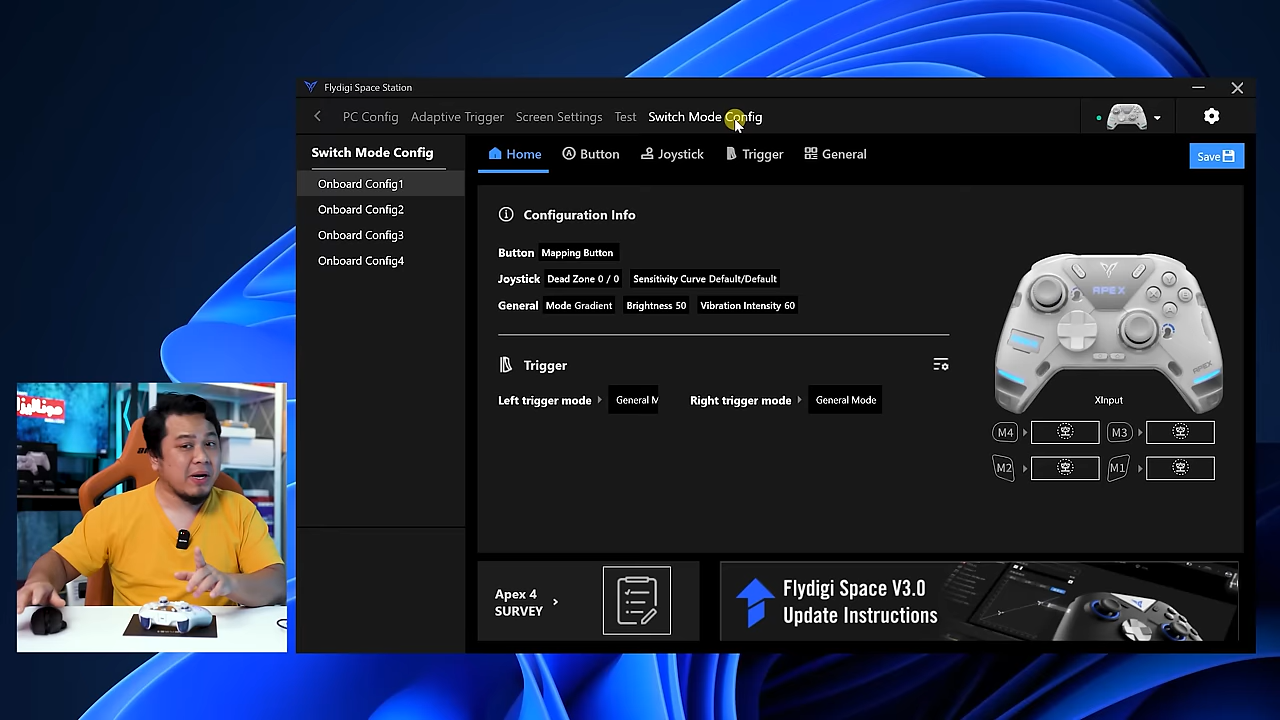 Flydigi Space Station
PC Config Adaptive Trigger Screen Settings Test Switch Mode Config
Switch Mode Config
Onboard Config1
Onboard Config2
Onboard Config3
Onboard Config4
Home Button Joystick Trigger General
Save
Configuration Info
Button Mapping Button
Joystick Dead Zone 0 / 0 Sensitivity Curve Default/Default
General Mode Gradient Brightness 50 Vibration Intensity 60
Trigger
Left trigger mode General M
Right trigger mode General Mode
APEX
APEX
XInput
M4 M3
M2 M1
Apex 4
SURVEY
Flydigi Space V3.0
Update Instructions